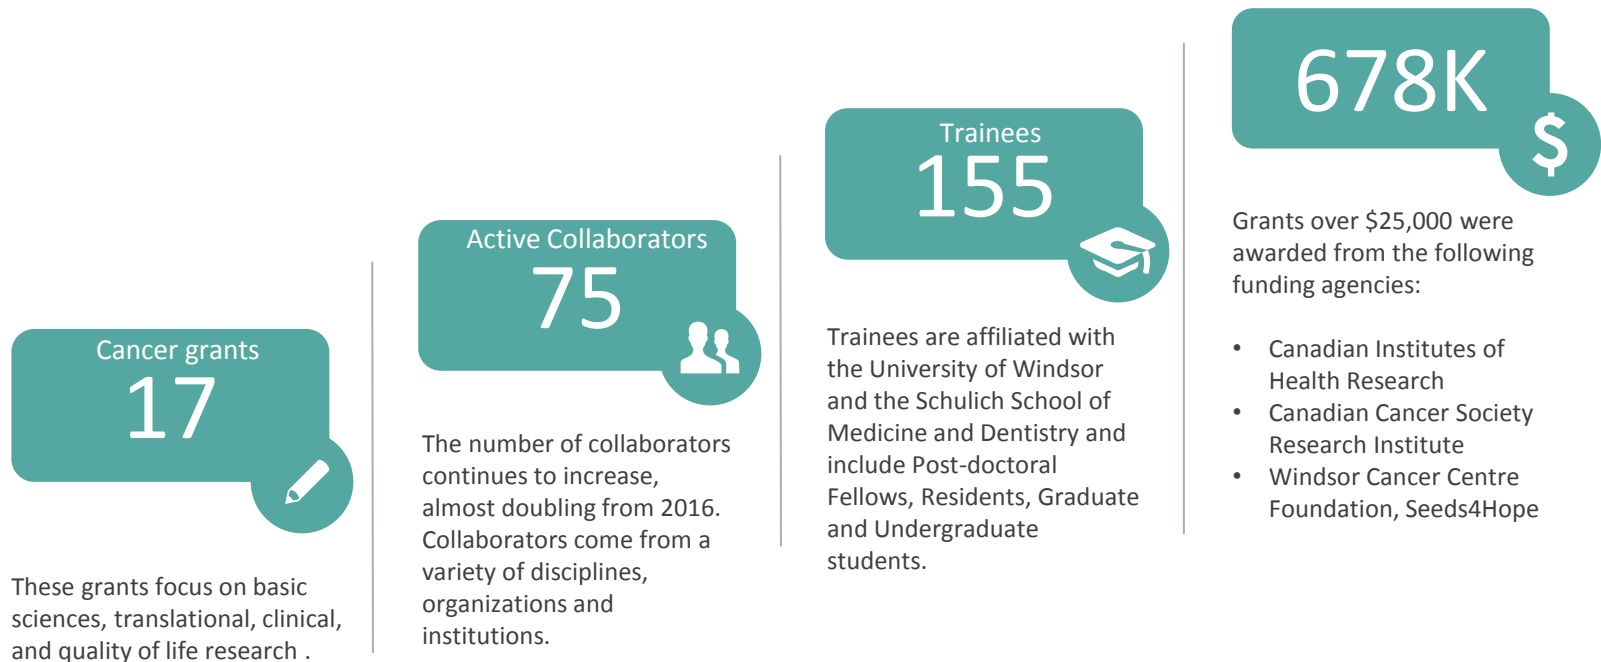 Cancer grants
17
These grants focus on basic
sciences, translational, clinical,
and quality of life research .
Active Collaborators
75
The number of collaborators
continues to increase,
almost doubling from 2016.
Collaborators come from a
variety of disciplines,
organizations and
institutions.
Trainees
155
Trainees are affiliated with
the University of Windsor
and the Schulich School of
Medicine and Dentistry and
include Post-doctoral
Fellows, Residents, Graduate
and Undergraduate
students.
678K
$
Grants over $25,000 were
awarded from the following
funding agencies:
• Canadian Institutes of
Health Research
• Canadian Cancer Society
Research Institute
• Windsor Cancer Centre
Foundation, Seeds4Hope